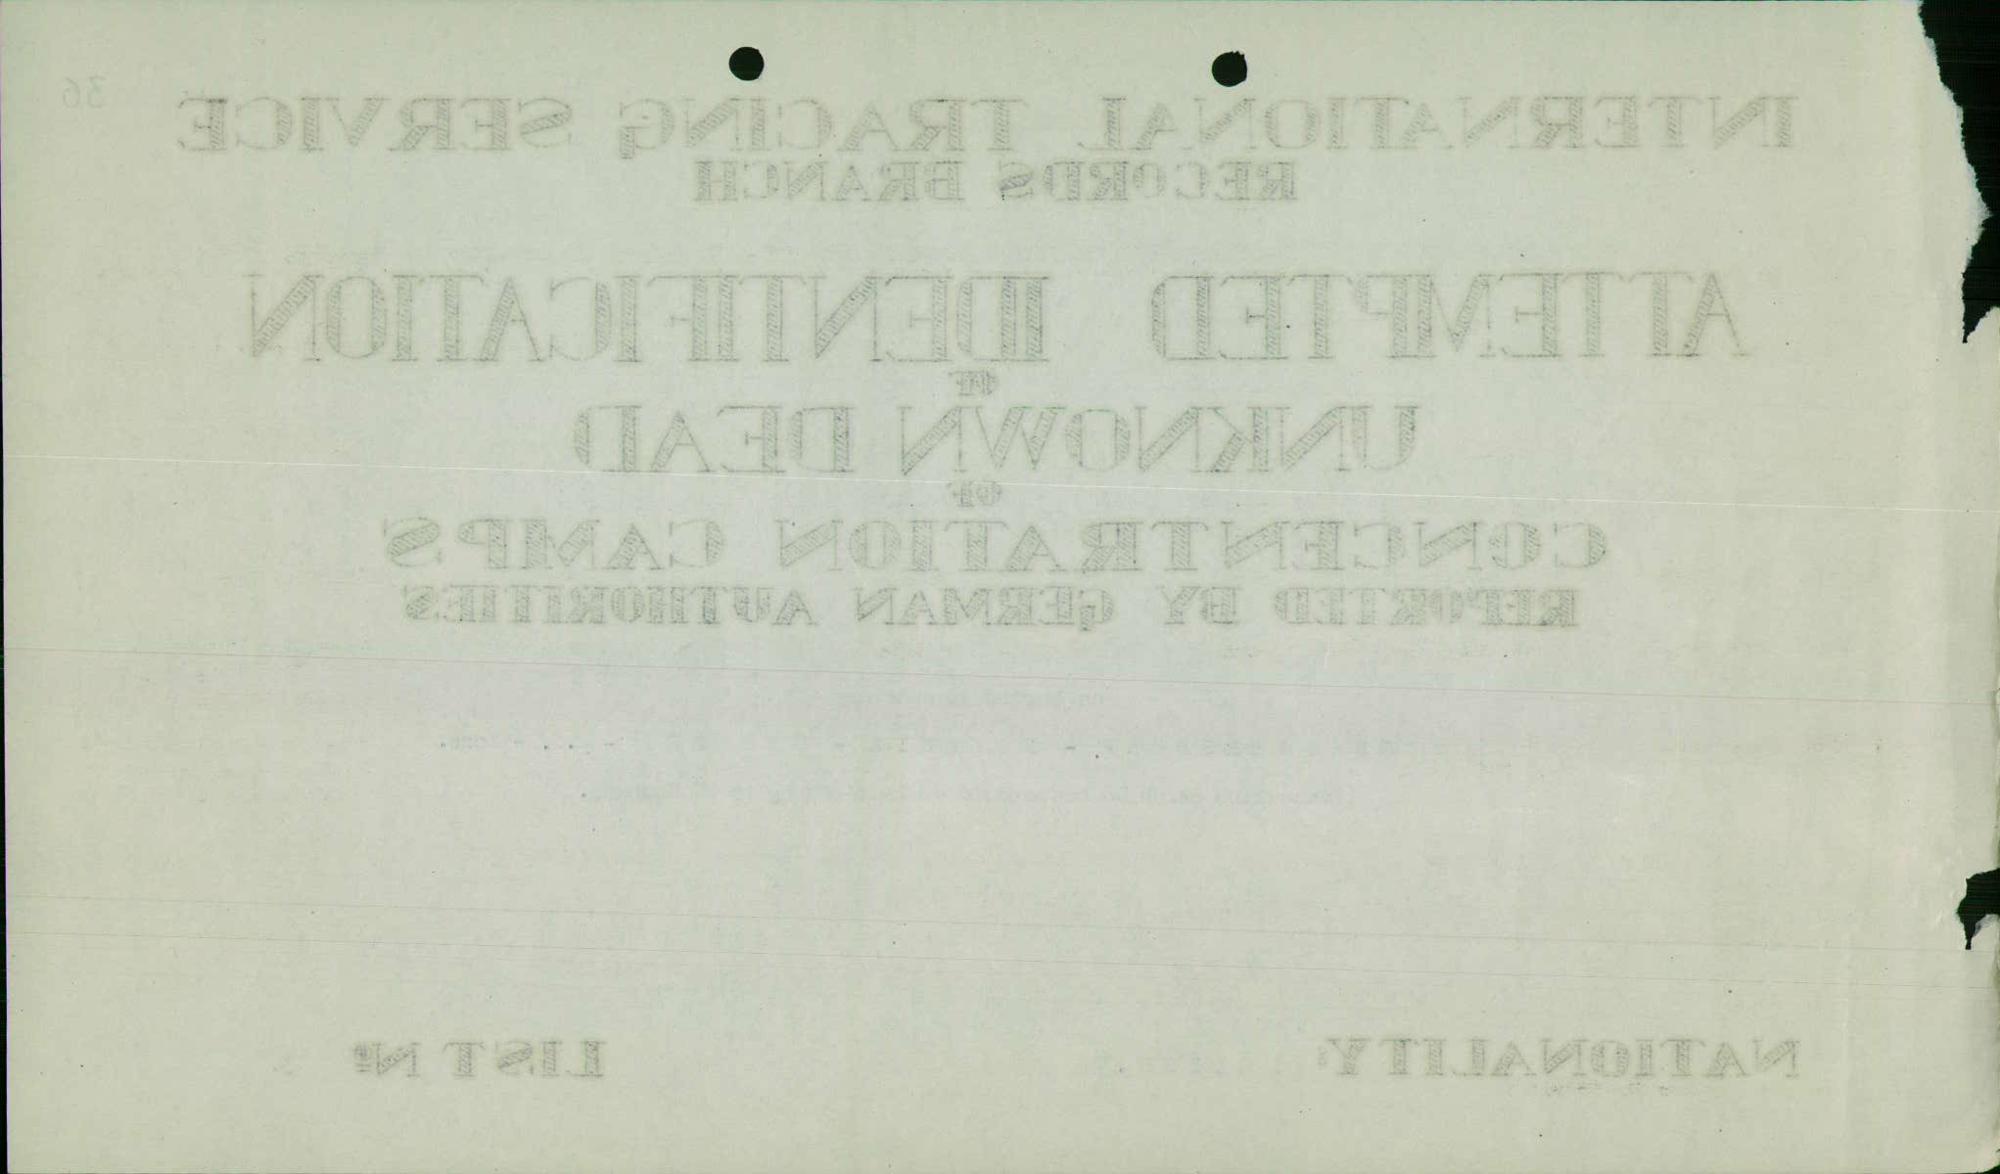 36
INTERNATIONAL TRACING SERVICE
RECORDS BRANCH
ATTEMPTED IDENTIFICATION
OF
UNKNOWN DEAD
OF
CONCENTRATION CAMPS
REPORTED BY GERMAN AUTHORITIES
NATIONALITY: LIST Nº